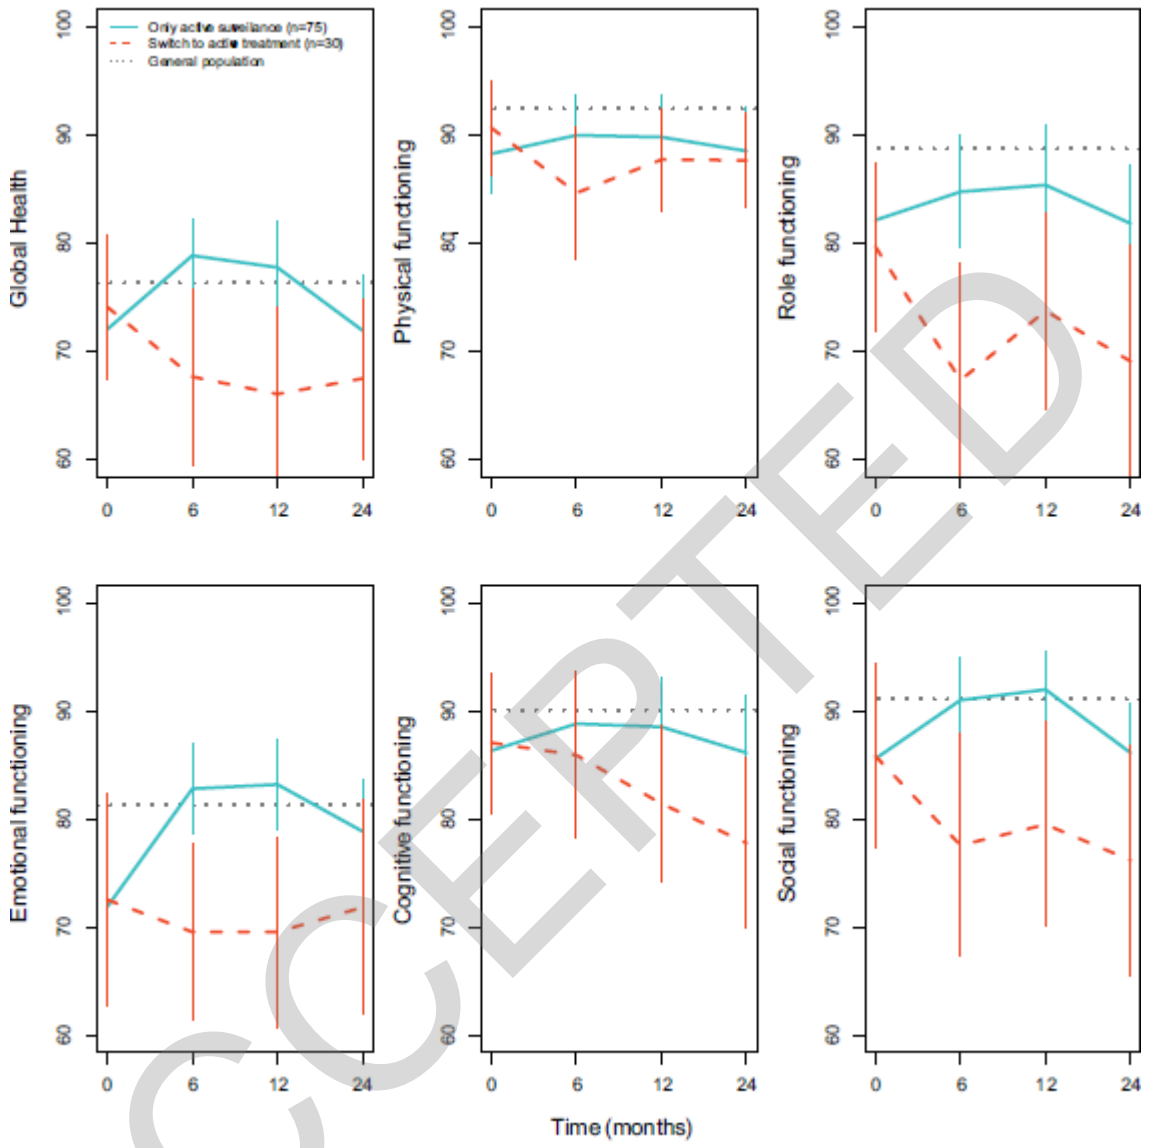 Only active surveillance (n=75)
Switch to active treatment (n=30)
General population
Global Health
100
90
80
70
60
0 6 12 24
Physical functioning
100
90
80
70
60
0 6 12 24
Role functioning
100
90
80
70
60
0 6 12 24
Emotional functioning
100
90
80
70
60
0 6 12 24
Cognitive functioning
100
90
80
70
60
0 6 12 24
Social functioning
100
90
80
70
60
0 6 12 24
Time (months)
CCEPTED